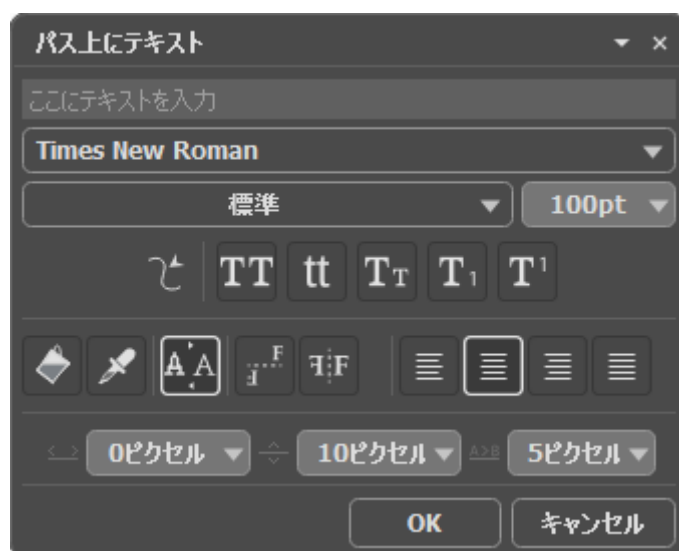 パス上にテキスト
ここにテキストを入力
Times New Roman
標準 100pt
TT tt TT T1 T1
A A F F F F
0ピクセル 10ピクセル A>B 5ピクセル
OK キャンセル